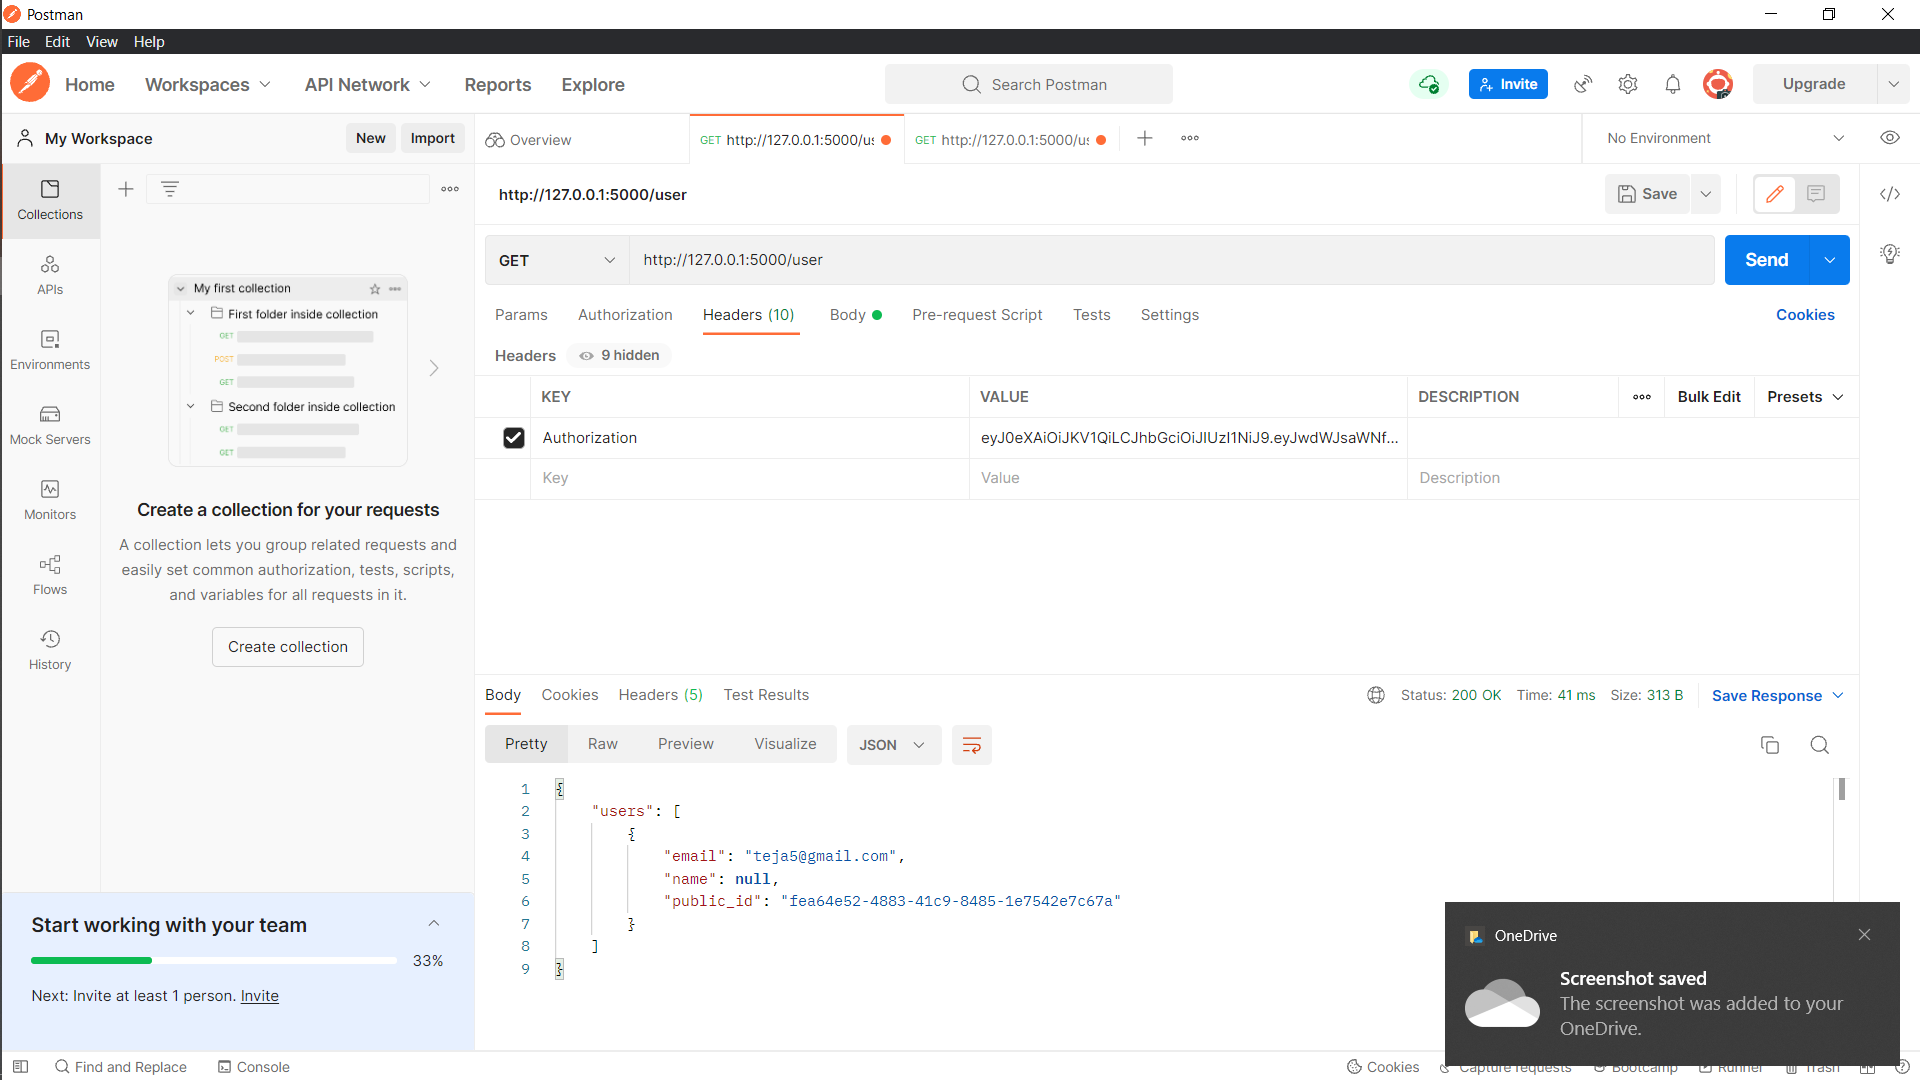 Postman
File Edit View Help
Home Workspaces API Network Reports Explore Search Postman Invite Upgrade
My Workspace New Import Overview GET http://127.0.0.1:5000/us GET http://127.0.0.1:5000/us No Environment
Collections
APIs
Environments
Mock Servers
Monitors
Flows
History
My first collection
First folder inside collection
GET
POST
GET
Second folder inside collection
GET
GET
Create a collection for your requests
A collection lets you group related requests and
easily set common authorization, tests, scripts,
and variables for all requests in it.
Create collection
Start working with your team
33%
Next: Invite at least 1 person. Invite
http://127.0.0.1:5000/user Save
GET http://127.0.0.1:5000/user Send
Params Authorization Headers (10) Body Pre-request Script Tests Settings Cookies
Headers 9 hidden
KEY VALUE DESCRIPTION Bulk Edit Presets
Authorization eyJ0eXAiOiJKV1QiLCJhbGciOiJIUzI1NiJ9.eyJwdWJsaWNf...
Key Value Description
Body Cookies Headers (5) Test Results Status: 200 OK Time: 41 ms Size: 313 B Save Response
Pretty Raw Preview Visualize JSON
1 {
2 "users": [
3 {
4 "email": "teja5@gmail.com",
5 "name": null,
6 "public_id": "fea64e52-4883-41c9-8485-1e7542e7c67a"
7 }
8 ]
9 }
OneDrive
Screenshot saved
The screenshot was added to your
OneDrive.
Find and Replace Console Cookies Capture requests Bootcamp Runner Trash